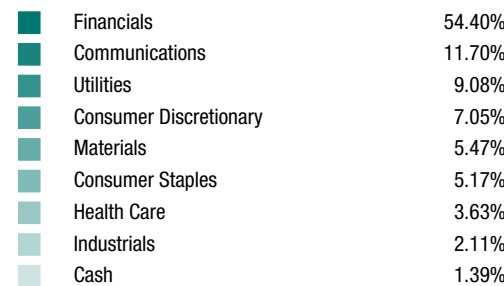 Financials 54.40%
Communications 11.70%
Utilities 9.08%
Consumer Discretionary 7.05%
Materials 5.47%
Consumer Staples 5.17%
Health Care 3.63%
Industrials 2.11%
Cash 1.39%